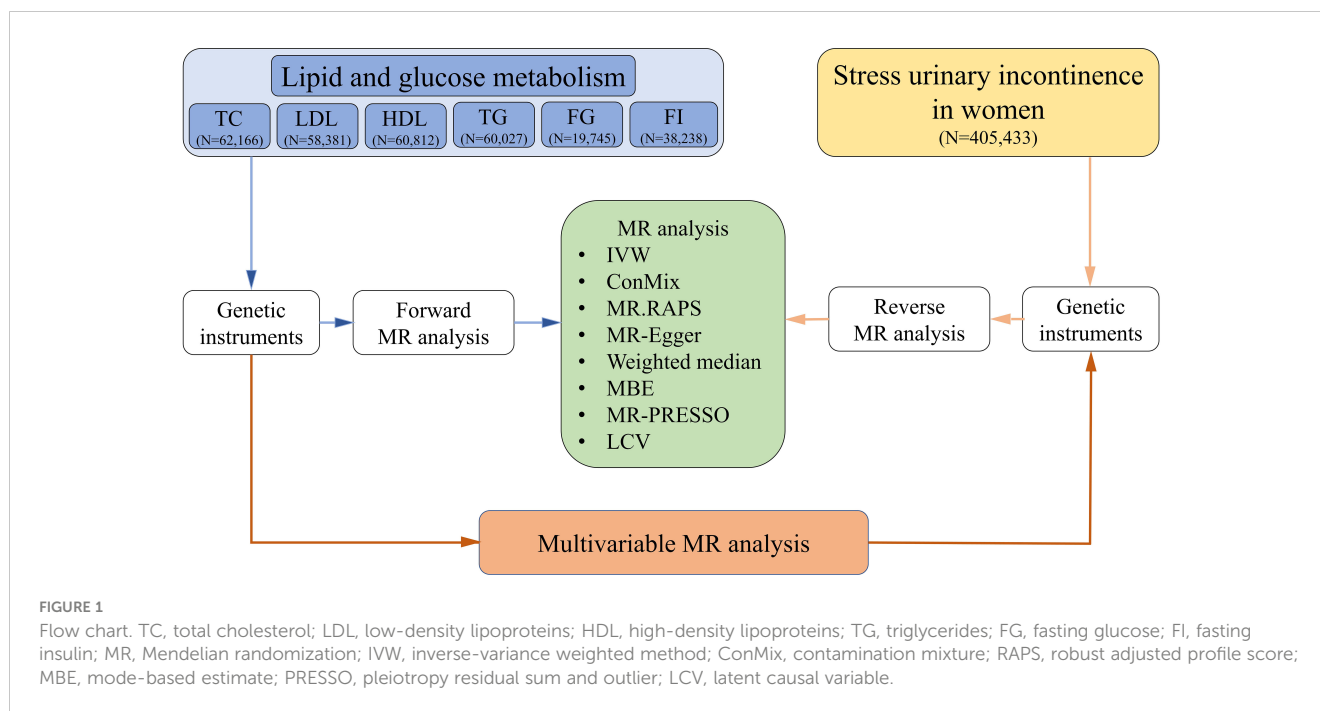 Lipid and glucose metabolism
TC
(N=62,166)
LDL
(N=58,381)
HDL
(N=60,812)
TG
(N=60,027)
FG
(N=19,745)
FI
(N=38,238)
Stress urinary incontinence
in women
(N=405,433)
Genetic
instruments
Forward
MR analysis
MR analysis
• IVW
• ConMix
• MR.RAPS
• MR-Egger
• Weighted median
• MBE
• MR-PRESSO
• LCV
Reverse
MR analysis
Genetic
instruments
Multivariable MR analysis
FIGURE 1
Flow chart. TC, total cholesterol; LDL, low-density lipoproteins; HDL, high-density lipoproteins; TG, triglycerides; FG, fasting glucose; FI, fasting
insulin; MR, Mendelian randomization; IVW, inverse-variance weighted method; ConMix, contamination mixture; RAPS, robust adjusted profile score;
MBE, mode-based estimate; PRESSO, pleiotropy residual sum and outlier; LCV, latent causal variable.